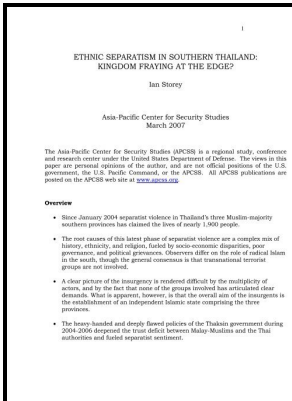 1
ETHNIC SEPARATISM IN SOUTHERN THAILAND:
KINGDOM FRAYING AT THE EDGE?
Ian Storey
Asia-Pacific Center for Security Studies
March 2007
The Asia-Pacific Center for Security Studies (APCSS) is a regional study, conference
and research center under the United States Department of Defense. The views in this
paper are personal opinions of the author, and are not official positions of the U.S.
government, the U.S. Pacific Command, or the APCSS. All APCSS publications are
posted on the APCSS web site at www.apcss.org.
Overview
• Since January 2004 separatist violence in Thailand's three Muslim-majority
southern provinces has claimed the lives of nearly 1,900 people.
• The root causes of this latest phase of separatist violence are a complex mix of
history, ethnicity, and religion, fueled by socio-economic disparities, poor
governance, and political grievances. Observers differ on the role of radical Islam
in the south, though the general consensus is that transnational terrorist
groups are not involved.
• A clear picture of the insurgency is rendered difficult by the multiplicity of
actors, and by the fact that none of the groups involved has articulated clear
demands. What is apparent, however, is that the overall aim of the insurgents is
the establishment of an independent Islamic state comprising the three
provinces.
• The heavy-handed and deeply flawed policies of the Thaksin government during
2004-2006 deepened the trust deficit between Malay-Muslims and the Thai
authorities and fueled separatist sentiment.